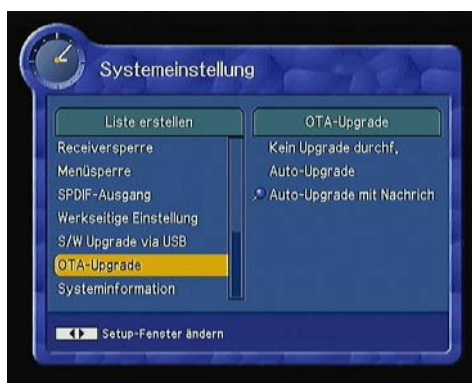 Systemeinstellung
Liste erstellen
Receiversperre
Menüsperre
SPDIF-Ausgang
Werkseitige Einstellung
S/W Upgrade via USB
OTA-Upgrade
Systeminformation
OTA-Upgrade
Kein Upgrade durchf.
Auto-Upgrade
Auto-Upgrade mit Nachrich
Setup-Fenster ändern